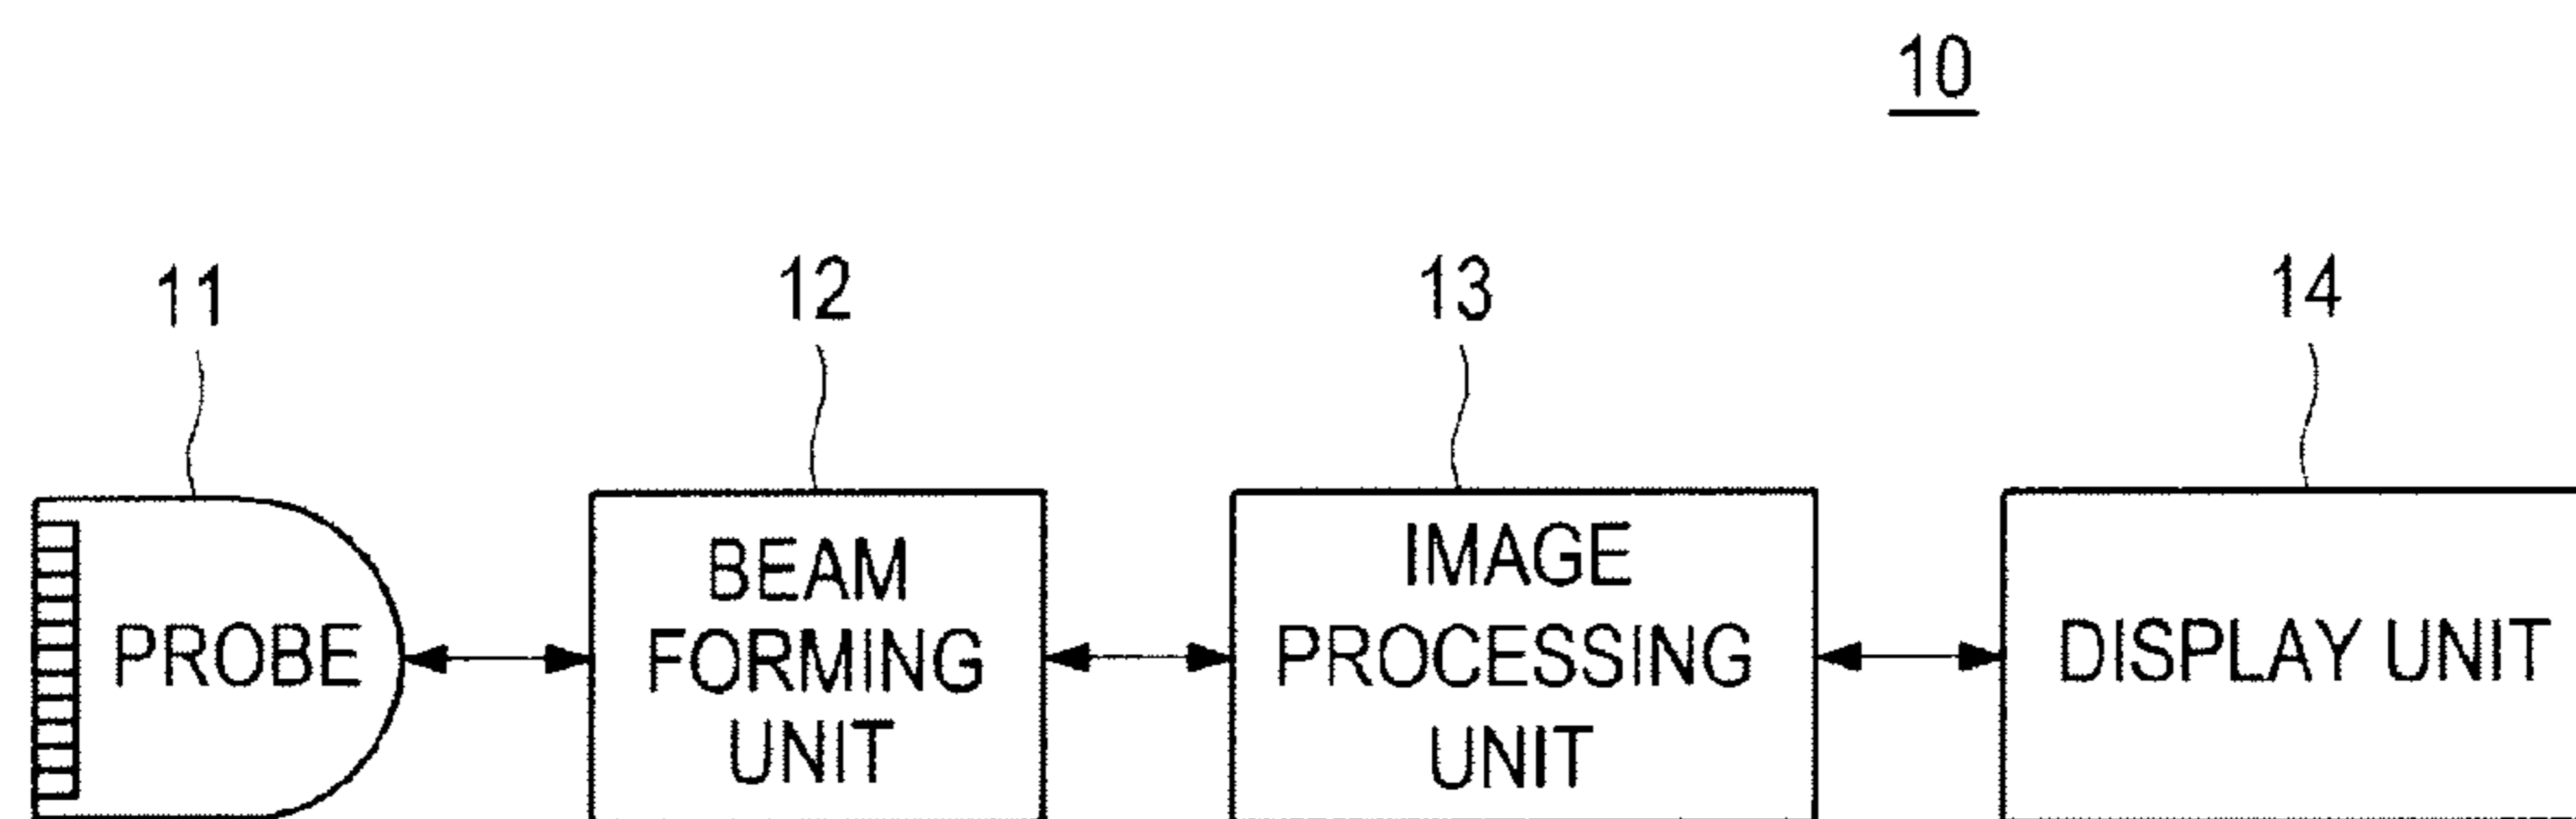 10
11
12
13
14
PROBE
BEAM
FORMING
UNIT
IMAGE
PROCESSING
UNIT
DISPLAY UNIT